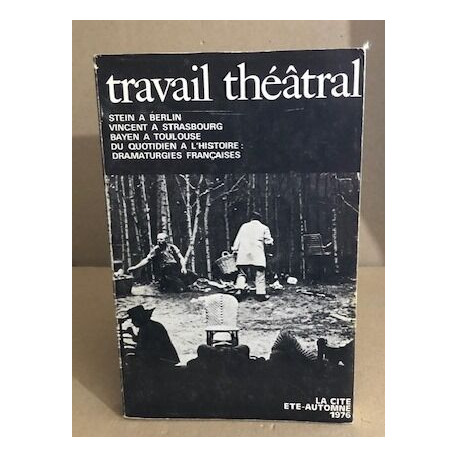 travail théâtral
STEIN A BERLIN
VINCENT A STRASBOURG
BAYEN A TOULOUSE
DU QUOTIDIEN A L'HISTOIRE :
DRAMATURGIES FRANÇAISES
LA CITE
ETE-AUTOMNE
1976